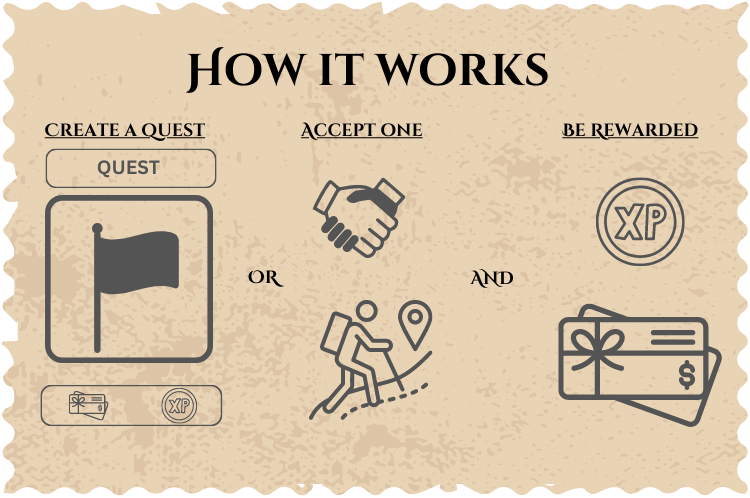 How it works
Create a Quest
Accept one
Be Rewarded
QUEST
XP
or
and
$
XP